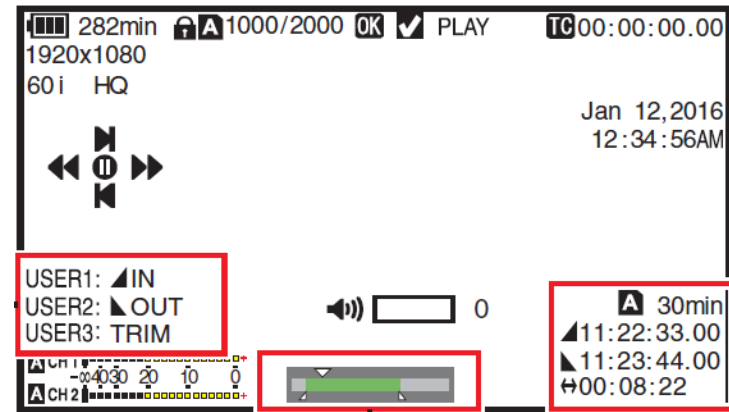 282min A 1000/2000 OK PLAY TC 00:00:00.00
1920x1080
60i HQ
Jan 12,2016
12:34:56AM
USER1: IN
USER2: OUT
USER3: TRIM
0
A 30min
11:22:33.00
11:23:44.00
00:08:22
A CH1
-∞ 40 30 20 10 0
A CH2